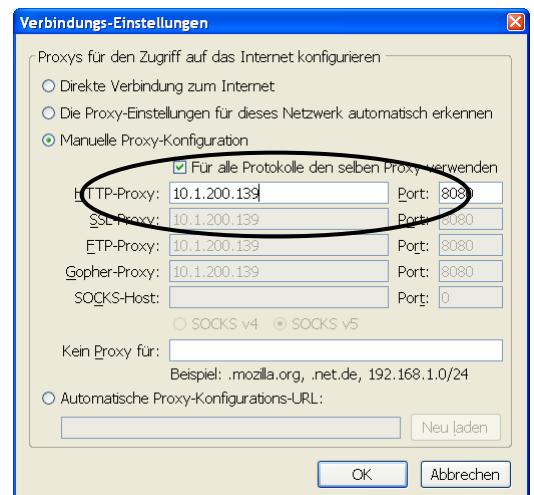 Verbindungs-Einstellungen
Proxys für den Zugriff auf das Internet konfigurieren
Direkte Verbindung zum Internet
Die Proxy-Einstellungen für dieses Netzwerk automatisch erkennen
Manuelle Proxy-Konfiguration
Für alle Protokolle den selben Proxy verwenden
HTTP-Proxy: 10.1.200.139 Port: 8080
SSL-Proxy: 10.1.200.139 Port: 8080
FTP-Proxy: 10.1.200.139 Port: 8080
Gopher-Proxy: 10.1.200.139 Port: 8080
SOCKS-Host: Port: 0
SOCKS v4 SOCKS v5
Kein Proxy für:
Beispiel: .mozilla.org, .net.de, 192.168.1.0/24
Automatische Proxy-Konfigurations-URL:
Neu laden
OK Abbrechen